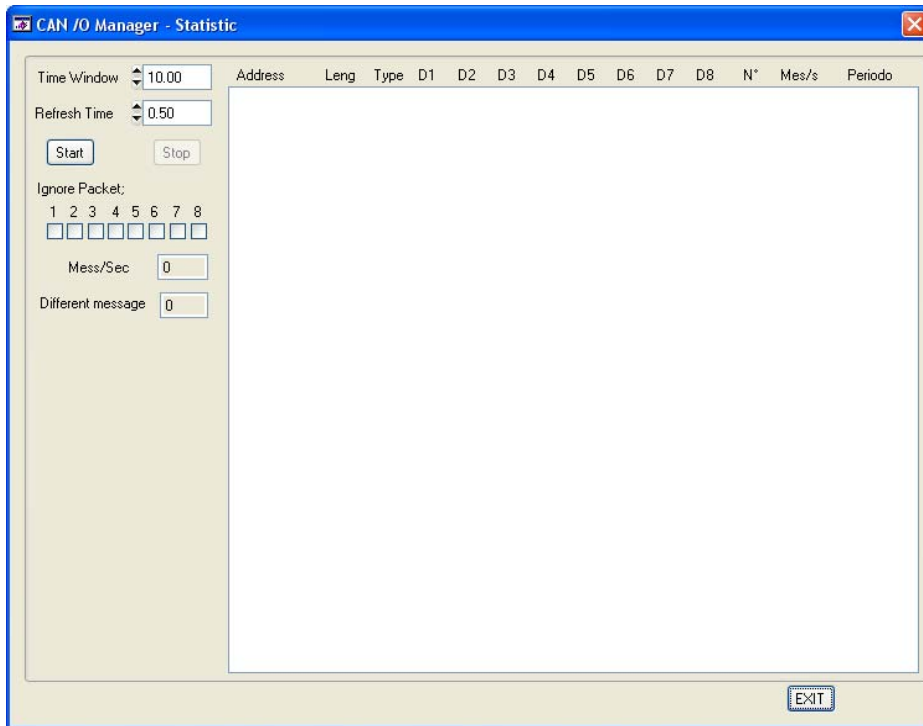 CAN /O Manager - Statistic
Time Window 10.00
Refresh Time 0.50
Start Stop
Ignore Packet;
1 2 3 4 5 6 7 8
Mess/Sec 0
Different message 0
Address Leng Type D1 D2 D3 D4 D5 D6 D7 D8 N° Mes/s Periodo
EXIT